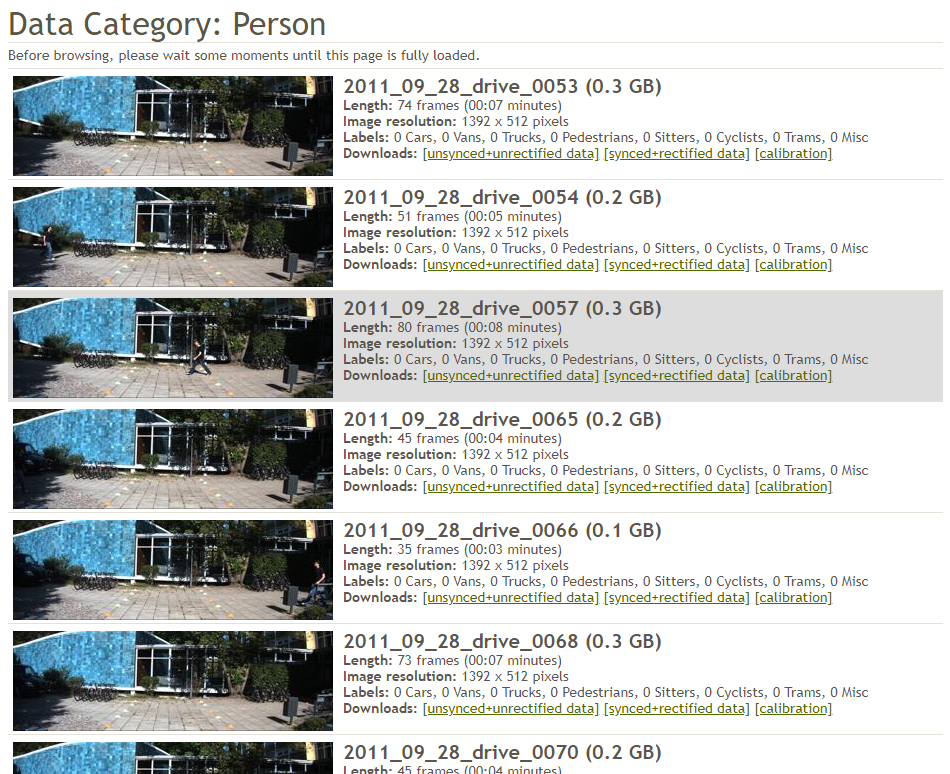 Data Category: Person
Before browsing, please wait some moments until this page is fully loaded.
2011_09_28_drive_0053 (0.3 GB)
Length: 74 frames (00:07 minutes)
Image resolution: 1392 x 512 pixels
Labels: 0 Cars, 0 Vans, 0 Trucks, 0 Pedestrians, 0 Sitters, 0 Cyclists, 0 Trams, 0 Misc
Downloads: [unsynced+unrectified data] [synced+rectified data] [calibration]
2011_09_28_drive_0054 (0.2 GB)
Length: 51 frames (00:05 minutes)
Image resolution: 1392 x 512 pixels
Labels: 0 Cars, 0 Vans, 0 Trucks, 0 Pedestrians, 0 Sitters, 0 Cyclists, 0 Trams, 0 Misc
Downloads: [unsynced+unrectified data] [synced+rectified data] [calibration]
2011_09_28_drive_0057 (0.3 GB)
Length: 80 frames (00:08 minutes)
Image resolution: 1392 x 512 pixels
Labels: 0 Cars, 0 Vans, 0 Trucks, 0 Pedestrians, 0 Sitters, 0 Cyclists, 0 Trams, 0 Misc
Downloads: [unsynced+unrectified data] [synced+rectified data] [calibration]
2011_09_28_drive_0065 (0.2 GB)
Length: 45 frames (00:04 minutes)
Image resolution: 1392 x 512 pixels
Labels: 0 Cars, 0 Vans, 0 Trucks, 0 Pedestrians, 0 Sitters, 0 Cyclists, 0 Trams, 0 Misc
Downloads: [unsynced+unrectified data] [synced+rectified data] [calibration]
2011_09_28_drive_0066 (0.1 GB)
Length: 35 frames (00:03 minutes)
Image resolution: 1392 x 512 pixels
Labels: 0 Cars, 0 Vans, 0 Trucks, 0 Pedestrians, 0 Sitters, 0 Cyclists, 0 Trams, 0 Misc
Downloads: [unsynced+unrectified data] [synced+rectified data] [calibration]
2011_09_28_drive_0068 (0.3 GB)
Length: 73 frames (00:07 minutes)
Image resolution: 1392 x 512 pixels
Labels: 0 Cars, 0 Vans, 0 Trucks, 0 Pedestrians, 0 Sitters, 0 Cyclists, 0 Trams, 0 Misc
Downloads: [unsynced+unrectified data] [synced+rectified data] [calibration]
2011_09_28_drive_0070 (0.2 GB)
Length: 45 frames (00:04 minutes)